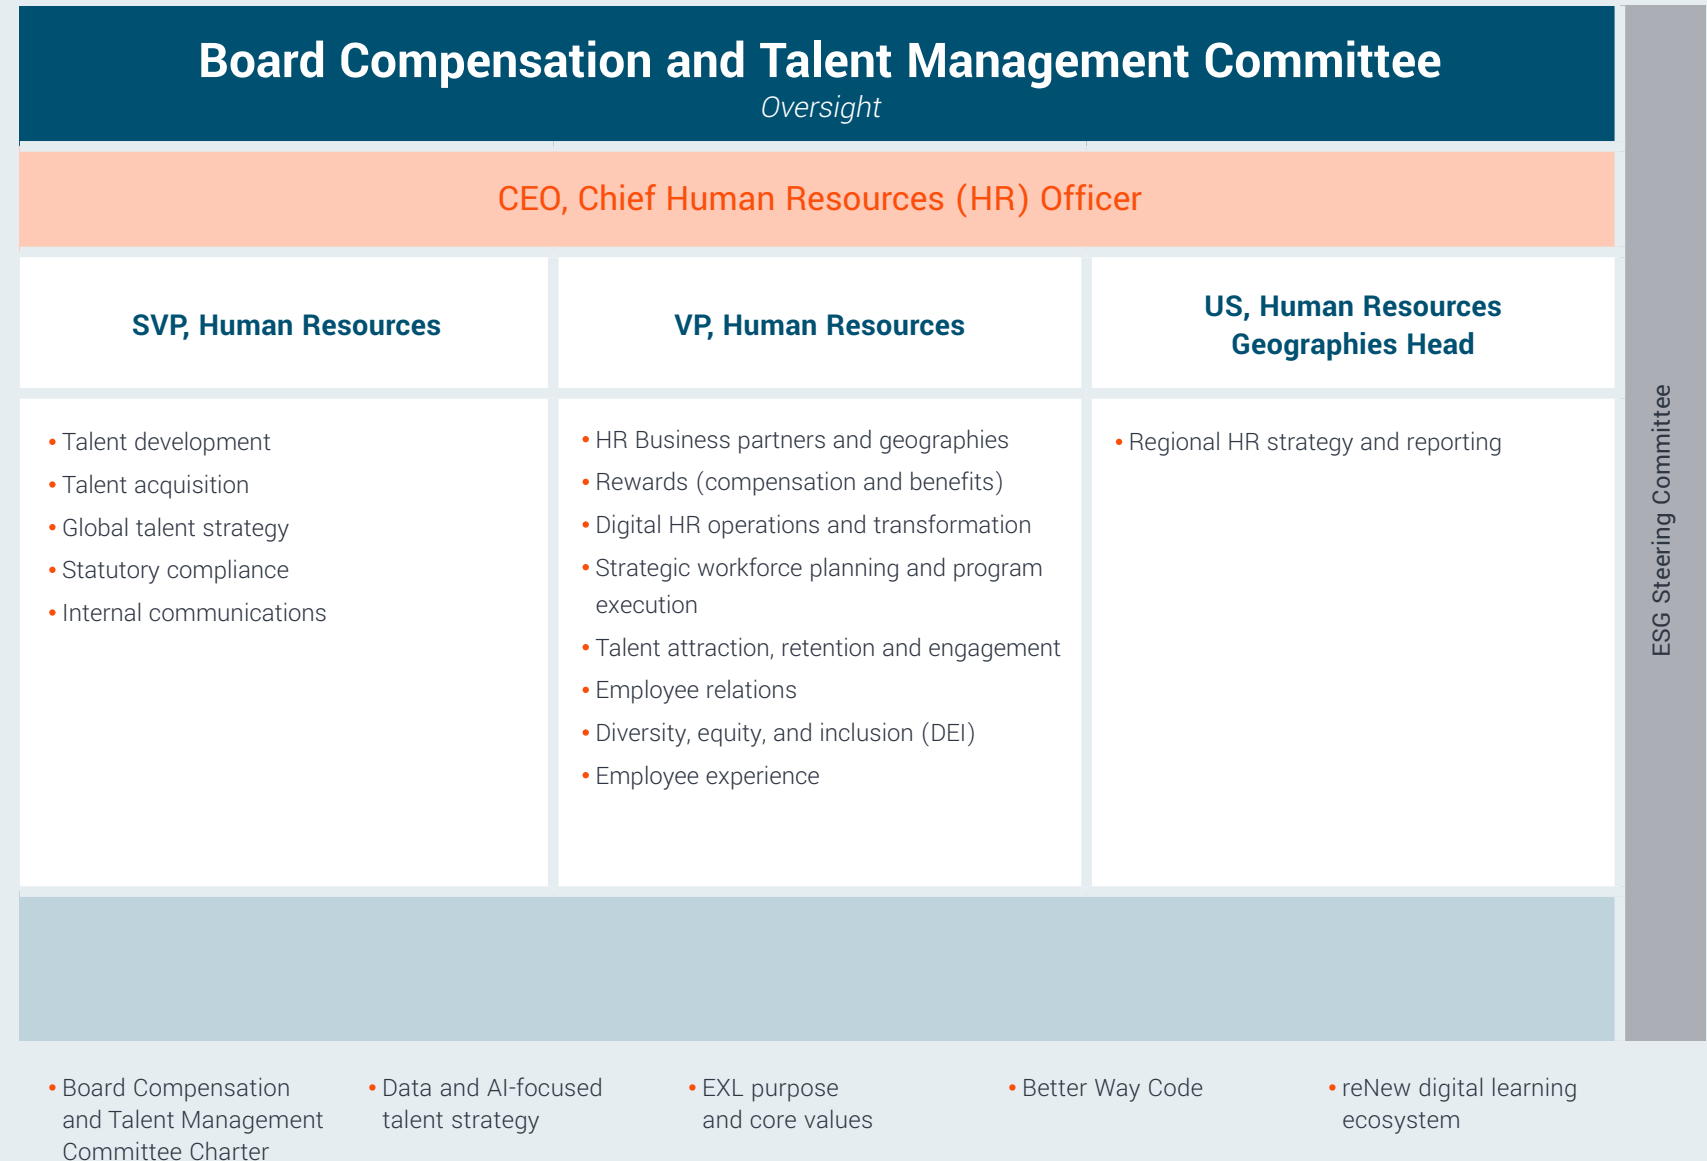 Board Compensation and Talent Management Committee
Oversight
CEO, Chief Human Resources (HR) Officer
SVP, Human Resources
VP, Human Resources
US, Human Resources
Geographies Head
• Talent development
• Talent acquisition
• Global talent strategy
• Statutory compliance
• Internal communications
• HR Business partners and geographies
• Rewards (compensation and benefits)
• Digital HR operations and transformation
• Strategic workforce planning and program
execution
• Talent attraction, retention and engagement
• Employee relations
• Diversity, equity, and inclusion (DEI)
• Employee experience
• Regional HR strategy and reporting
ESG Steering Committee
• Board Compensation
and Talent Management
Committee Charter
• Data and AI-focused
talent strategy
• EXL purpose
and core values
• Better Way Code
• reNew digital learning
ecosystem